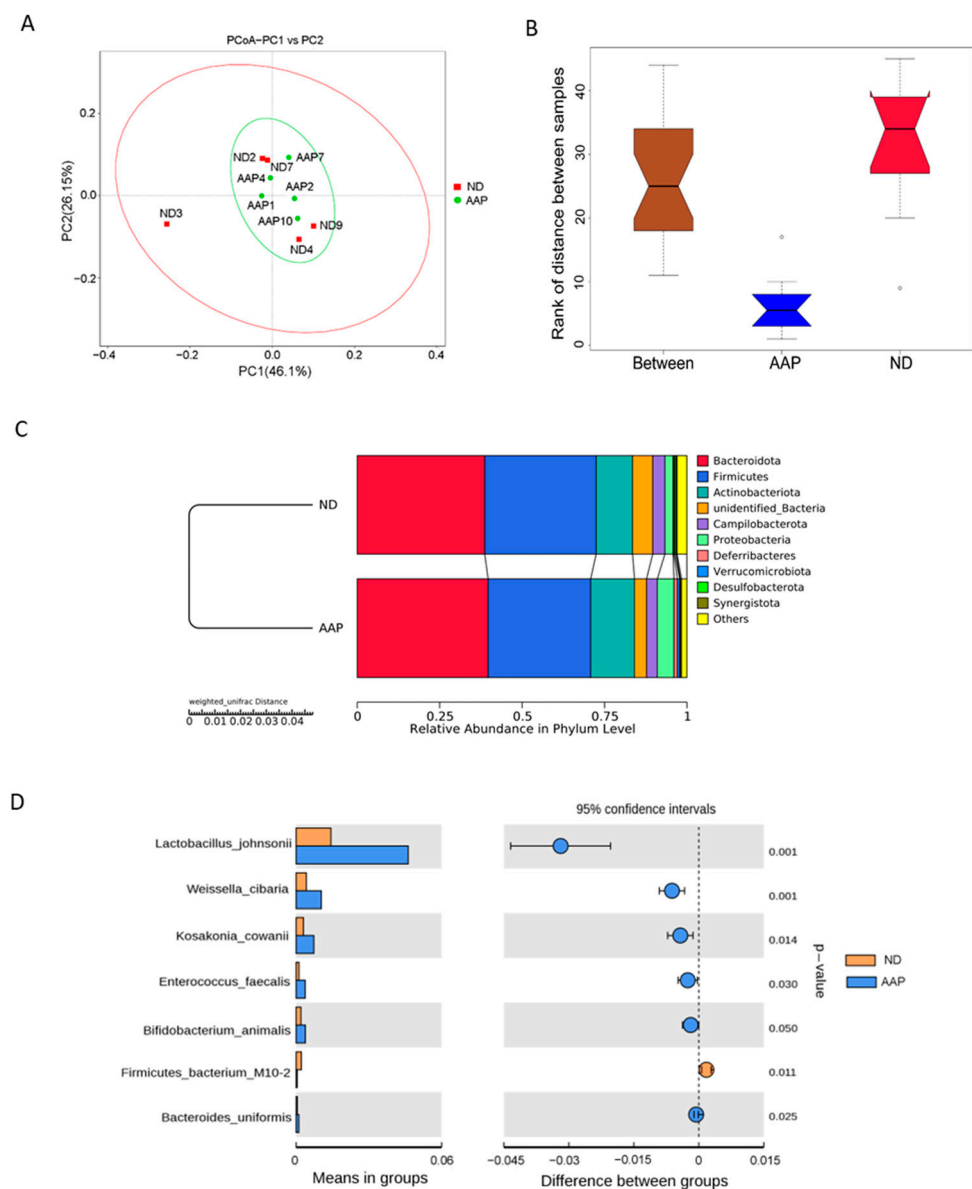 A
PCoA-PC1 vs PC2
PC2(26.15%)
0.2
0.0
−0.2
ND2
ND7
AAP7
AAP4
AAP2
AAP1
AAP10
ND9
ND3
ND4
ND
AAP
−0.4
−0.2
0.0
0.2
0.4
PC1(46.1%)
B
Rank of distance between samples
40
30
20
10
0
Between
AAP
ND
C
ND
AAP
weighted_unifrac Distance
0 0.01 0.02 0.03 0.04
0 0.25 0.5 0.75 1
Relative Abundance in Phylum Level
Bacteroidota
Firmicutes
Actinobacteriota
unidentified_Bacteria
Campilobacterota
Proteobacteria
Deferribacteres
Verrucomicrobiota
Desulfobacterota
Synergistota
Others
D
95% confidence intervals
Lactobacillus_johnsonii
0.001
Weissella_cibaria
0.001
Kosakonia_cowanii
0.014
Enterococcus_faecalis
0.030
Bifidobacterium_animalis
0.050
Firmicutes_bacterium_M10-2
0.011
Bacteroides_uniformis
0.025
p−value
ND
AAP
0 0.06
Means in groups
−0.045 −0.03 −0.015 0 0.015
Difference between groups